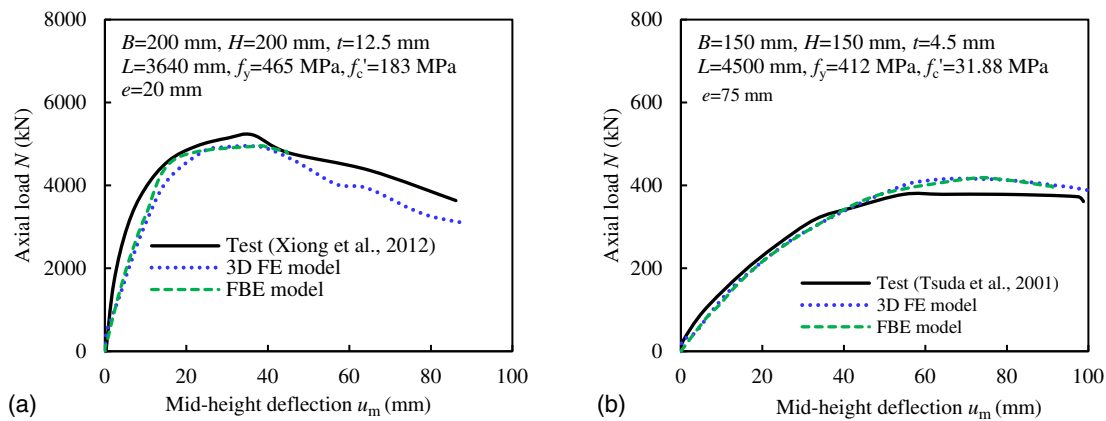 8000
6000
4000
2000
0
Axial load N (kN)
B=200 mm, H=200 mm, t=12.5 mm
L=3640 mm, fy=465 MPa, fc'=183 MPa
e=20 mm
Test (Xiong et al., 2012)
3D FE model
FBE model
0 20 40 60 80 100
(a) Mid-height deflection um (mm)
800
600
400
200
0
Axial load N (kN)
B=150 mm, H=150 mm, t=4.5 mm
L=4500 mm, fy=412 MPa, fc'=31.88 MPa
e=75 mm
Test (Tsuda et al., 2001)
3D FE model
FBE model
0 20 40 60 80 100
(b) Mid-height deflection um (mm)